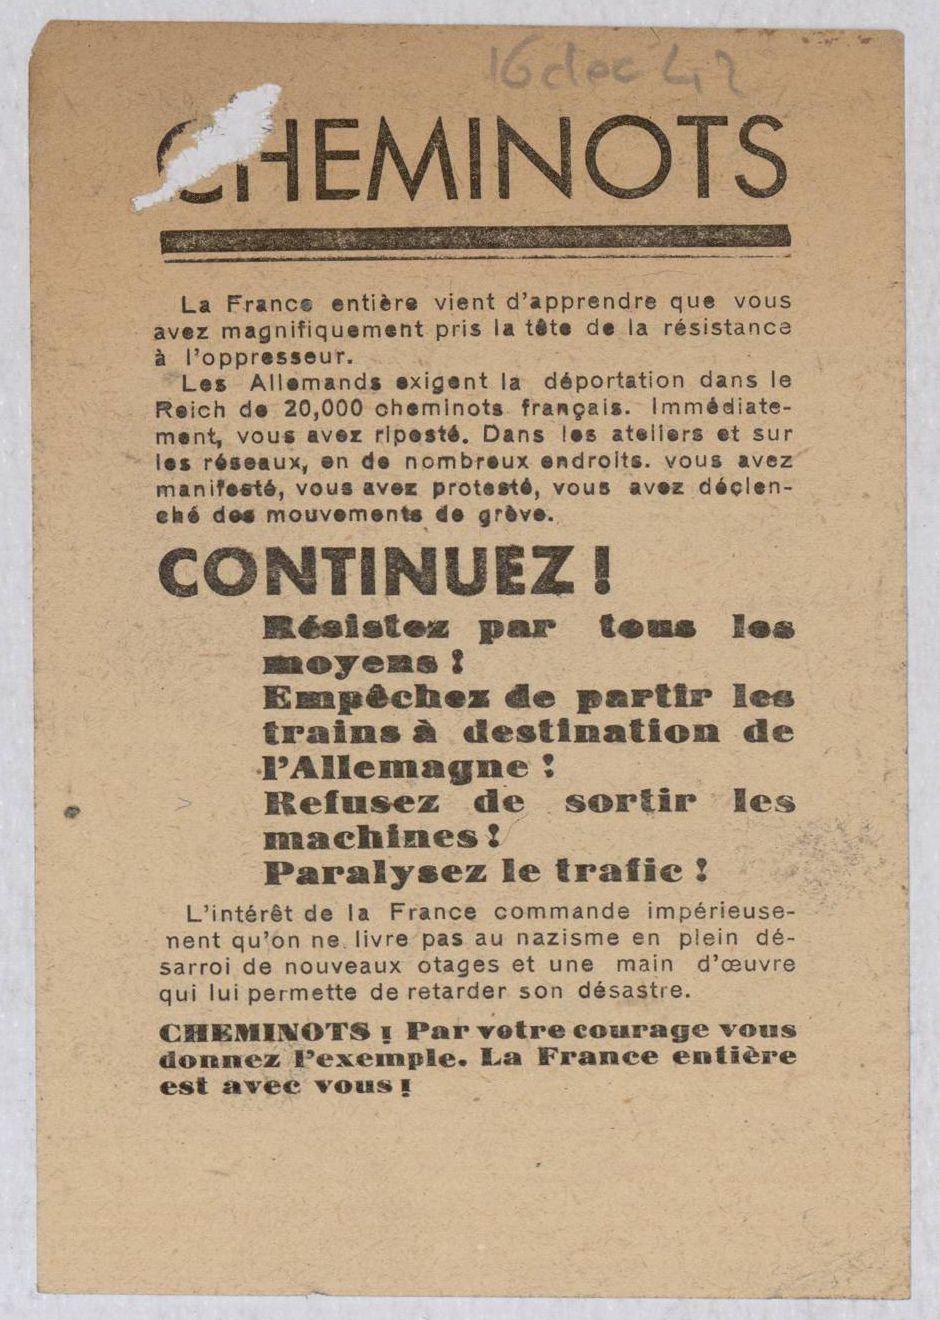 16 dec 42
CHEMINOTS
La France entière vient d'apprendre que vous
avez magnifiquement pris la tête de la résistance
à l'oppresseur.
Les Allemands exigent la déportation dans le
Reich de 20,000 cheminots français. Immédiate-
ment, vous avez riposté. Dans les ateliers et sur
les réseaux, en de nombreux endroits. vous avez
manifesté, vous avez protesté, vous avez déclen-
ché des mouvements de grève.
CONTINUEZ !
Résistez par tous les
moyens !
Empêchez de partir les
trains à destination de
l'Allemagne !
Refusez de sortir les
machines !
Paralysez le trafic !
L'intérêt de la France commande impérieuse-
nent qu'on ne livre pas au nazisme en plein dé-
sarroi de nouveaux otages et une main d'œuvre
qui lui permette de retarder son désastre.
CHEMINOTS ! Par votre courage vous
donnez l'exemple. La France entière
est avec vous !